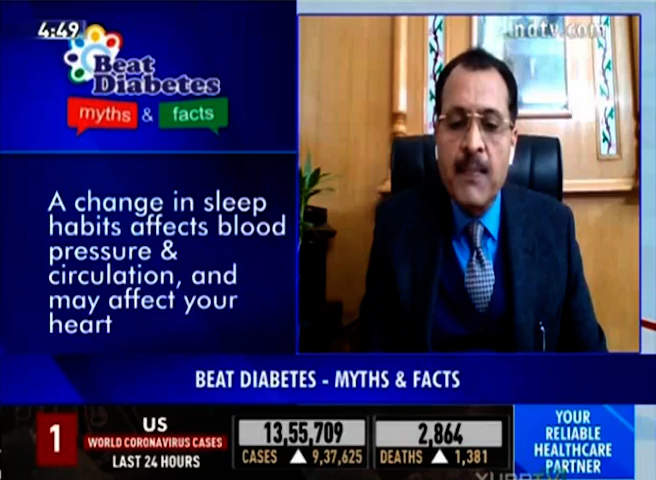 4:49
ndtv.com
Beat
Diabetes
myths & facts
A change in sleep
habits affects blood
pressure &
circulation, and
may affect your
heart
BEAT DIABETES - MYTHS & FACTS
1
US
WORLD CORONAVIRUS CASES
LAST 24 HOURS
13,55,709
CASES ▲ 9,37,625
2,864
DEATHS ▲ 1,381
YOUR
RELIABLE
HEALTHCARE
PARTNER